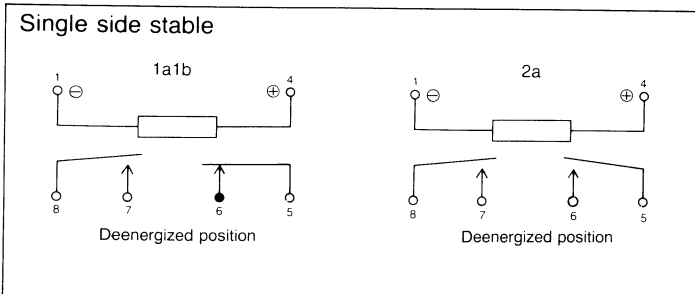 Single side stable
1a1b
1 ⊖ ⊕ 4
8 7 6 5
Deenergized position
2a
1 ⊖ ⊕ 4
8 7 6 5
Deenergized position